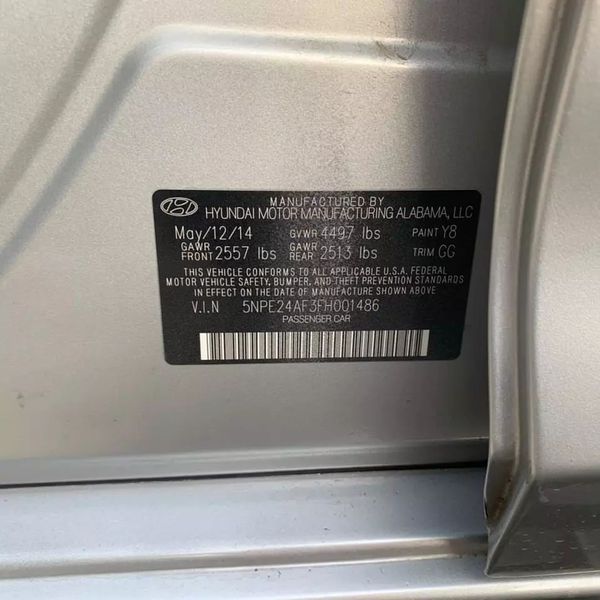 MANUFACTURED BY
HYUNDAI MOTOR MANUFACTURING ALABAMA, LLC
May/12/14 GVWR 4497 lbs PAINT Y8
GAWR FRONT 2557 lbs GAWR REAR 2513 lbs TRIM GG
THIS VEHICLE CONFORMS TO ALL APPLICABLE U.S.A. FEDERAL
MOTOR VEHICLE SAFETY, BUMPER, AND THEFT PREVENTION STANDARDS
IN EFFECT ON THE DATE OF MANUFACTURE SHOWN ABOVE.
V.I.N 5NPE24AF3FH001486
PASSENGER CAR